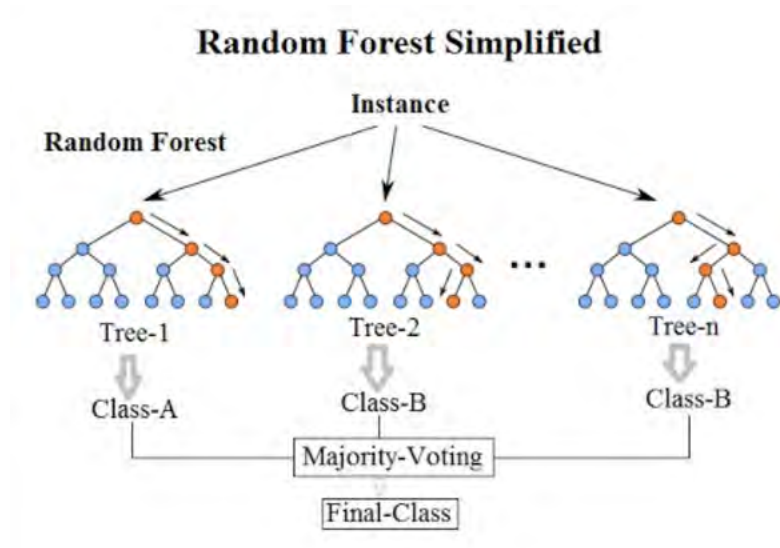 Random Forest Simplified
Instance
Random Forest
...
Tree-1
Tree-2
Tree-n
Class-A
Class-B
Class-B
Majority-Voting
Final-Class